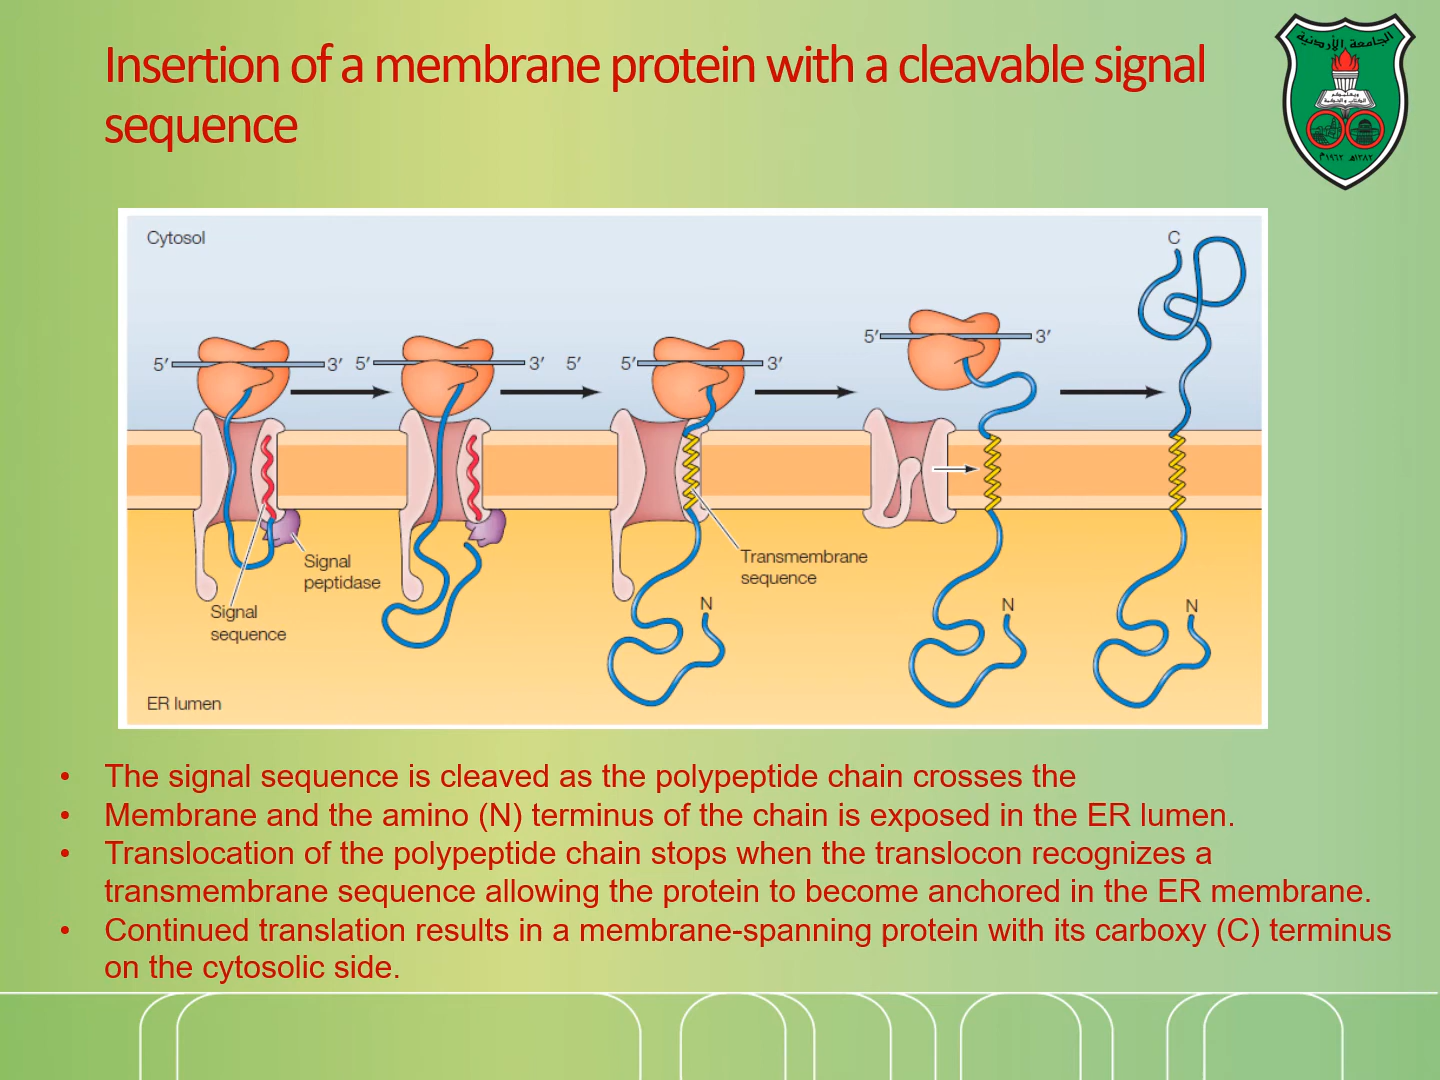 Insertion of a membrane protein with a cleavable signal
sequence
الجامعة الأردنية
Cytosol
C
5′
3′
5′
3′
5′
5′
3′
5′
3′
Signal
peptidase
Signal
sequence
Transmembrane
sequence
N
N
N
ER lumen
• The signal sequence is cleaved as the polypeptide chain crosses the
• Membrane and the amino (N) terminus of the chain is exposed in the ER lumen.
• Translocation of the polypeptide chain stops when the translocon recognizes a
transmembrane sequence allowing the protein to become anchored in the ER membrane.
• Continued translation results in a membrane-spanning protein with its carboxy (C) terminus
on the cytosolic side.